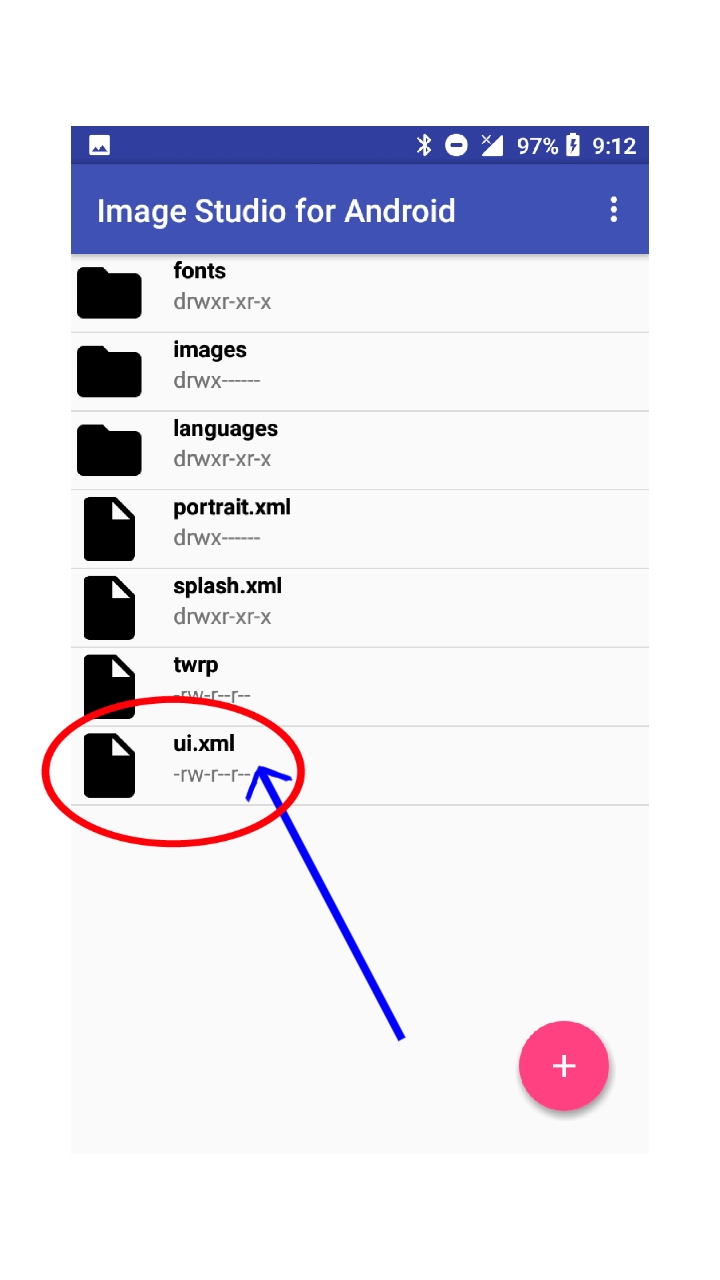 97% 9:12
Image Studio for Android
fonts
drwxr-xr-x
images
drwx------
languages
drwxr-xr-x
portrait.xml
drwx------
splash.xml
drwxr-xr-x
twrp
-rw-r--r--
ui.xml
-rw-r--r--
+